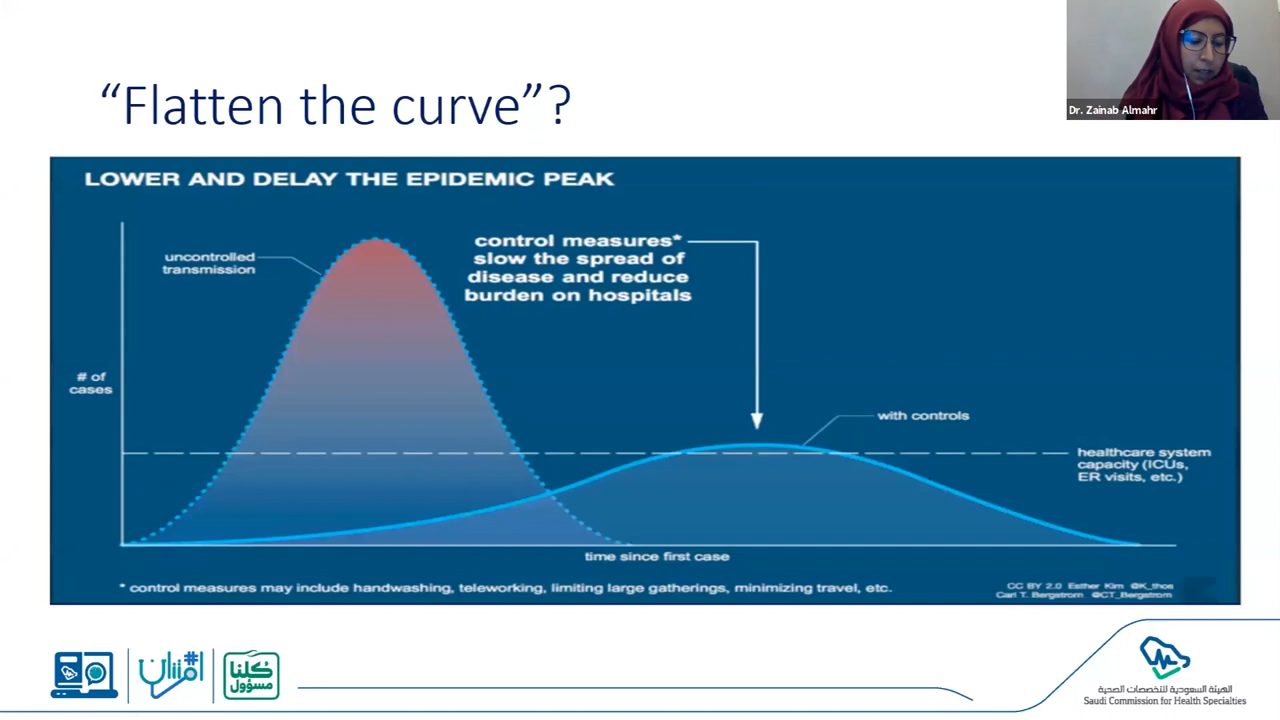 Dr. Zainab Almahr
“Flatten the curve”?
LOWER AND DELAY THE EPIDEMIC PEAK
uncontrolled
transmission
control measures*
slow the spread of
disease and reduce
burden on hospitals
# of
cases
with controls
healthcare system
capacity (ICUs,
ER visits, etc.)
time since first case
* control measures may include handwashing, teleworking, limiting large gatherings, minimizing travel, etc.
CC BY 2.0 Esther Kim @K_thos
Carl T. Bergstrom @CT_Bergstrom
#امتنان
كلنا
مسؤول
الهيئة السعودية للتخصصات الصحية
Saudi Commission for Health Specialties